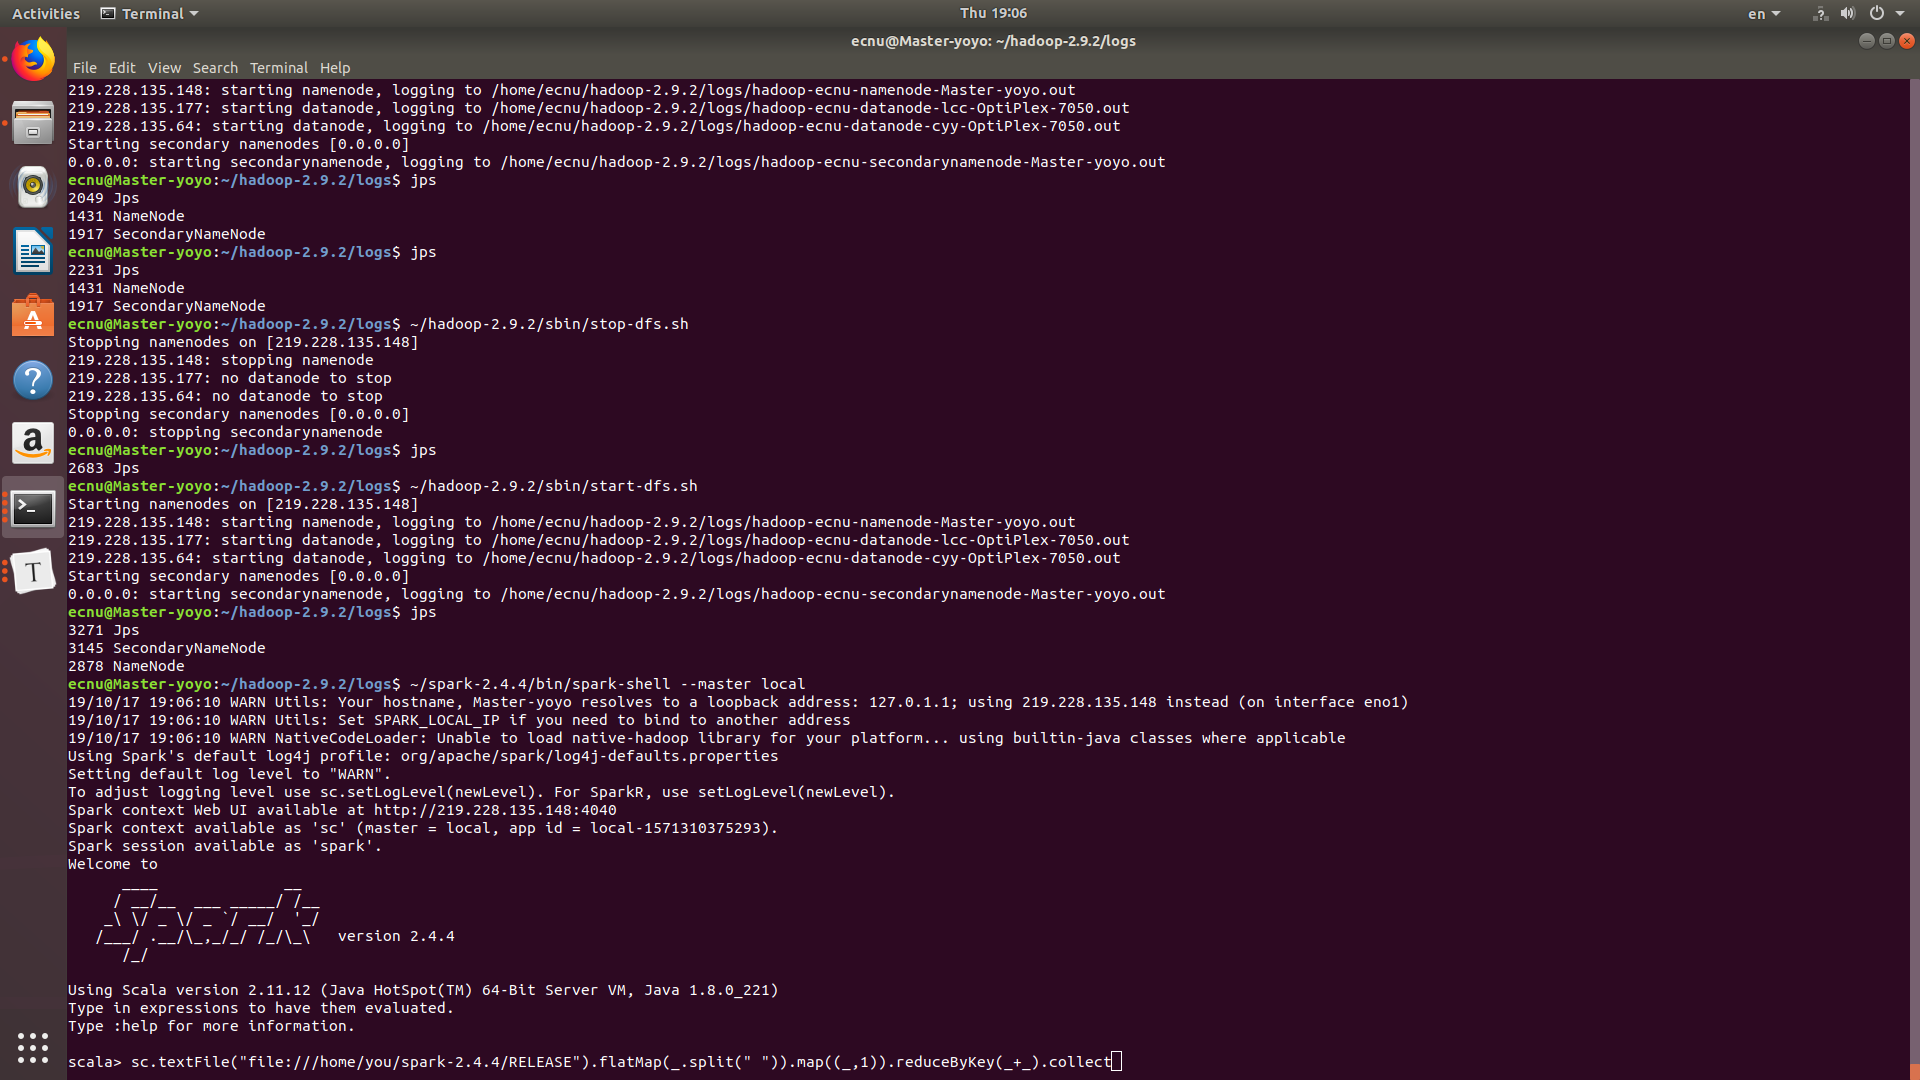 Activities Terminal Thu 19:06 en
ecnu@Master-yoyo: ~/hadoop-2.9.2/logs
File Edit View Search Terminal Help
219.228.135.148: starting namenode, logging to /home/ecnu/hadoop-2.9.2/logs/hadoop-ecnu-namenode-Master-yoyo.out
219.228.135.177: starting datanode, logging to /home/ecnu/hadoop-2.9.2/logs/hadoop-ecnu-datanode-lcc-OptiPlex-7050.out
219.228.135.64: starting datanode, logging to /home/ecnu/hadoop-2.9.2/logs/hadoop-ecnu-datanode-cyy-OptiPlex-7050.out
Starting secondary namenodes [0.0.0.0]
0.0.0.0: starting secondarynamenode, logging to /home/ecnu/hadoop-2.9.2/logs/hadoop-ecnu-secondarynamenode-Master-yoyo.out
ecnu@Master-yoyo:~/hadoop-2.9.2/logs$ jps
2049 Jps
1431 NameNode
1917 SecondaryNameNode
ecnu@Master-yoyo:~/hadoop-2.9.2/logs$ jps
2231 Jps
1431 NameNode
1917 SecondaryNameNode
ecnu@Master-yoyo:~/hadoop-2.9.2/logs$ ~/hadoop-2.9.2/sbin/stop-dfs.sh
Stopping namenodes on [219.228.135.148]
219.228.135.148: stopping namenode
219.228.135.177: no datanode to stop
219.228.135.64: no datanode to stop
Stopping secondary namenodes [0.0.0.0]
0.0.0.0: stopping secondarynamenode
ecnu@Master-yoyo:~/hadoop-2.9.2/logs$ jps
2683 Jps
ecnu@Master-yoyo:~/hadoop-2.9.2/logs$ ~/hadoop-2.9.2/sbin/start-dfs.sh
Starting namenodes on [219.228.135.148]
219.228.135.148: starting namenode, logging to /home/ecnu/hadoop-2.9.2/logs/hadoop-ecnu-namenode-Master-yoyo.out
219.228.135.177: starting datanode, logging to /home/ecnu/hadoop-2.9.2/logs/hadoop-ecnu-datanode-lcc-OptiPlex-7050.out
219.228.135.64: starting datanode, logging to /home/ecnu/hadoop-2.9.2/logs/hadoop-ecnu-datanode-cyy-OptiPlex-7050.out
Starting secondary namenodes [0.0.0.0]
0.0.0.0: starting secondarynamenode, logging to /home/ecnu/hadoop-2.9.2/logs/hadoop-ecnu-secondarynamenode-Master-yoyo.out
ecnu@Master-yoyo:~/hadoop-2.9.2/logs$ jps
3271 Jps
3145 SecondaryNameNode
2878 NameNode
ecnu@Master-yoyo:~/hadoop-2.9.2/logs$ ~/spark-2.4.4/bin/spark-shell --master local
19/10/17 19:06:10 WARN Utils: Your hostname, Master-yoyo resolves to a loopback address: 127.0.1.1; using 219.228.135.148 instead (on interface eno1)
19/10/17 19:06:10 WARN Utils: Set SPARK_LOCAL_IP if you need to bind to another address
19/10/17 19:06:10 WARN NativeCodeLoader: Unable to load native-hadoop library for your platform... using builtin-java classes where applicable
Using Spark's default log4j profile: org/apache/spark/log4j-defaults.properties
Setting default log level to "WARN".
To adjust logging level use sc.setLogLevel(newLevel). For SparkR, use setLogLevel(newLevel).
Spark context Web UI available at http://219.228.135.148:4040
Spark context available as 'sc' (master = local, app id = local-1571310375293).
Spark session available as 'spark'.
Welcome to
      ____              __
     / __/__  ___ _____/ /__
    _\ \/ _ \/ _ `/ __/  '_/
   /___/ .__/\_,_/_/ /_/\_\   version 2.4.4
      /_/
Using Scala version 2.11.12 (Java HotSpot(TM) 64-Bit Server VM, Java 1.8.0_221)
Type in expressions to have them evaluated.
Type :help for more information.
scala> sc.textFile("file:///home/you/spark-2.4.4/RELEASE").flatMap(_.split(" ")).map((_,1)).reduceByKey(_+_).collect